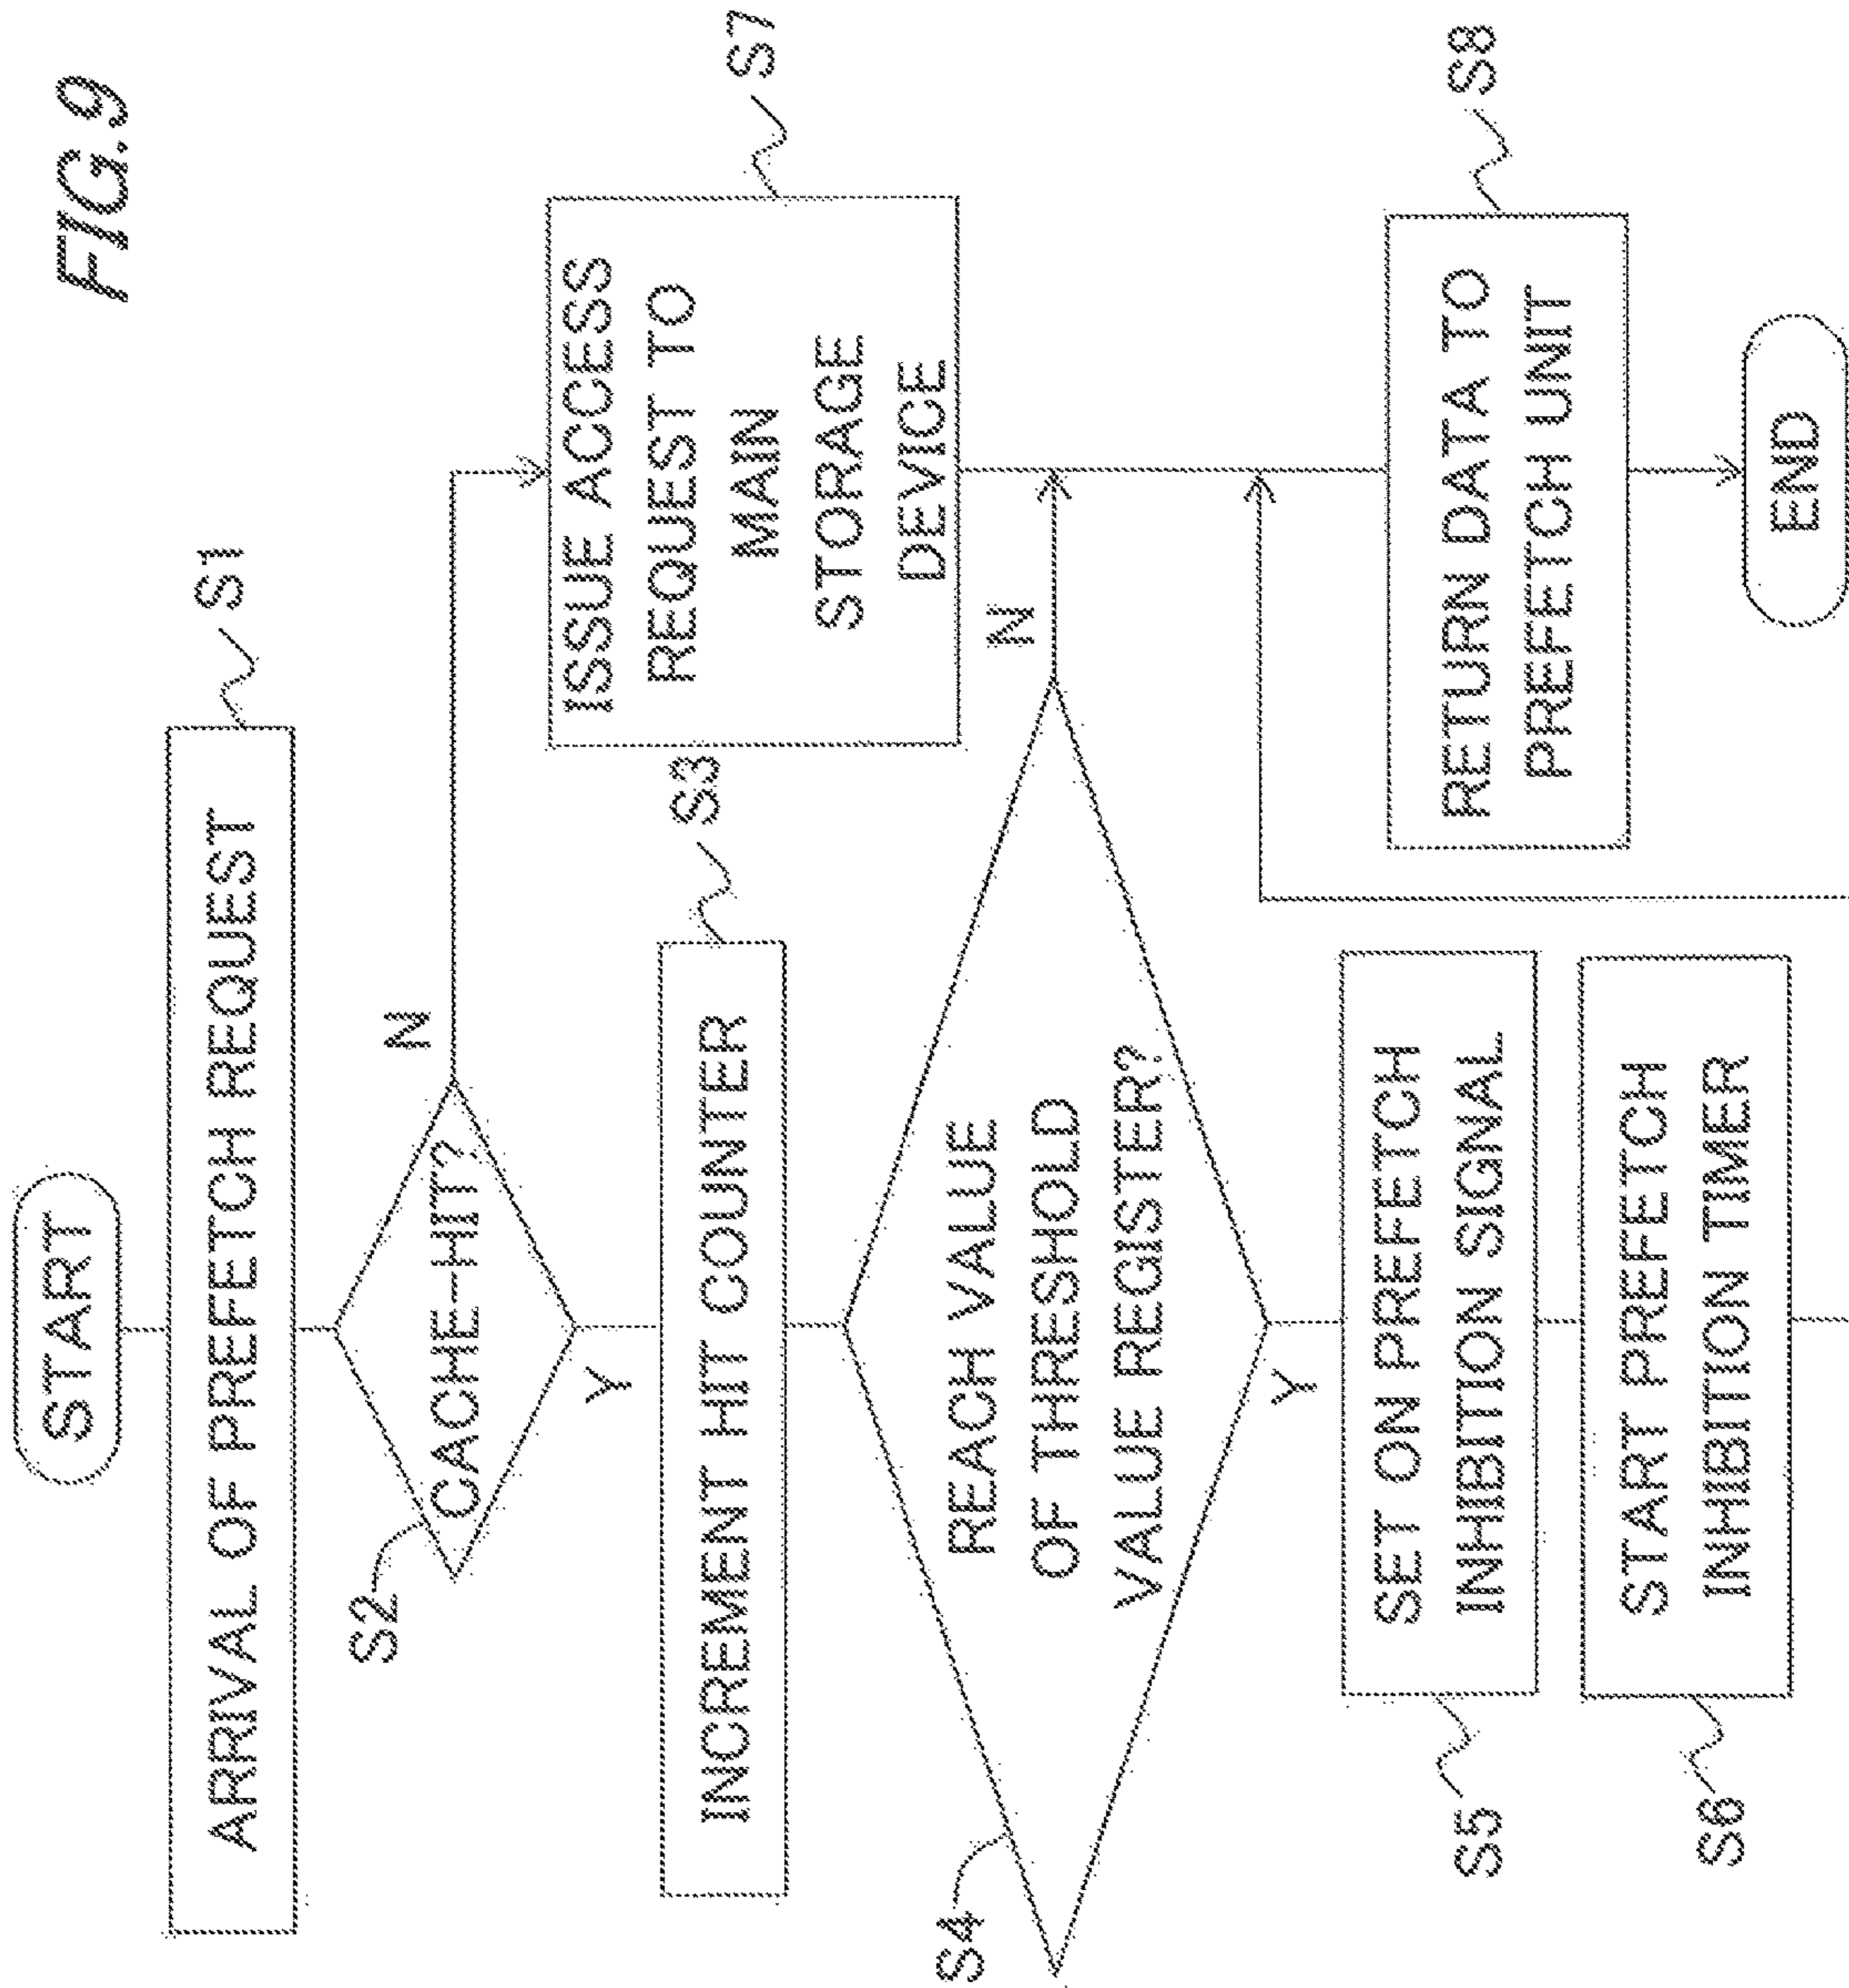 FIG.9
START
ARRIVAL OF PREFETCH REQUEST
S1
S2
CACHE-HIT?
N
Y
INCREMENT HIT COUNTER
S3
ISSUE ACCESS
REQUEST TO
MAIN
STORAGE
DEVICE
S7
S4
REACH VALUE
OF THRESHOLD
VALUE REGISTER?
N
Y
SET ON PREFETCH
INHIBITION SIGNAL
S5
START PREFETCH
INHIBITION TIMER
S6
RETURN DATA TO
PREFETCH UNIT
S8
END